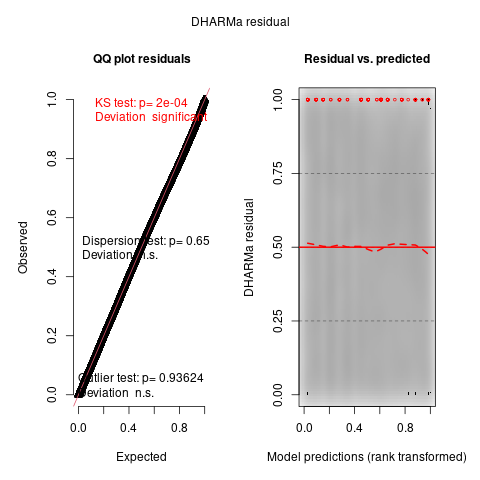 DHARMa residual
QQ plot residuals
KS test: p= 2e-04
Deviation significant
Dispersion test: p= 0.65
Deviation n.s.
Outlier test: p= 0.93624
Deviation n.s.
Observed
0.0 0.2 0.4 0.6 0.8 1.0
0.0 0.4 0.8
Expected
Residual vs. predicted
DHARMa residual
0.00 0.25 0.50 0.75 1.00
0.0 0.4 0.8
Model predictions (rank transformed)